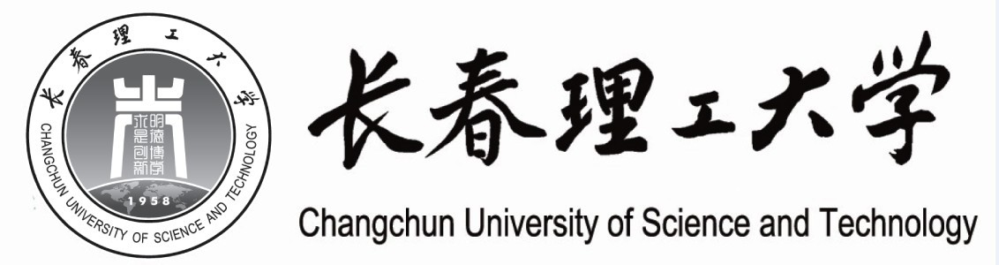 长春理工大学
明德博学
求是创新
1958
CHANGCHUN UNIVERSITY OF SCIENCE AND TECHNOLOGY
长春理工大学
Changchun University of Science and Technology